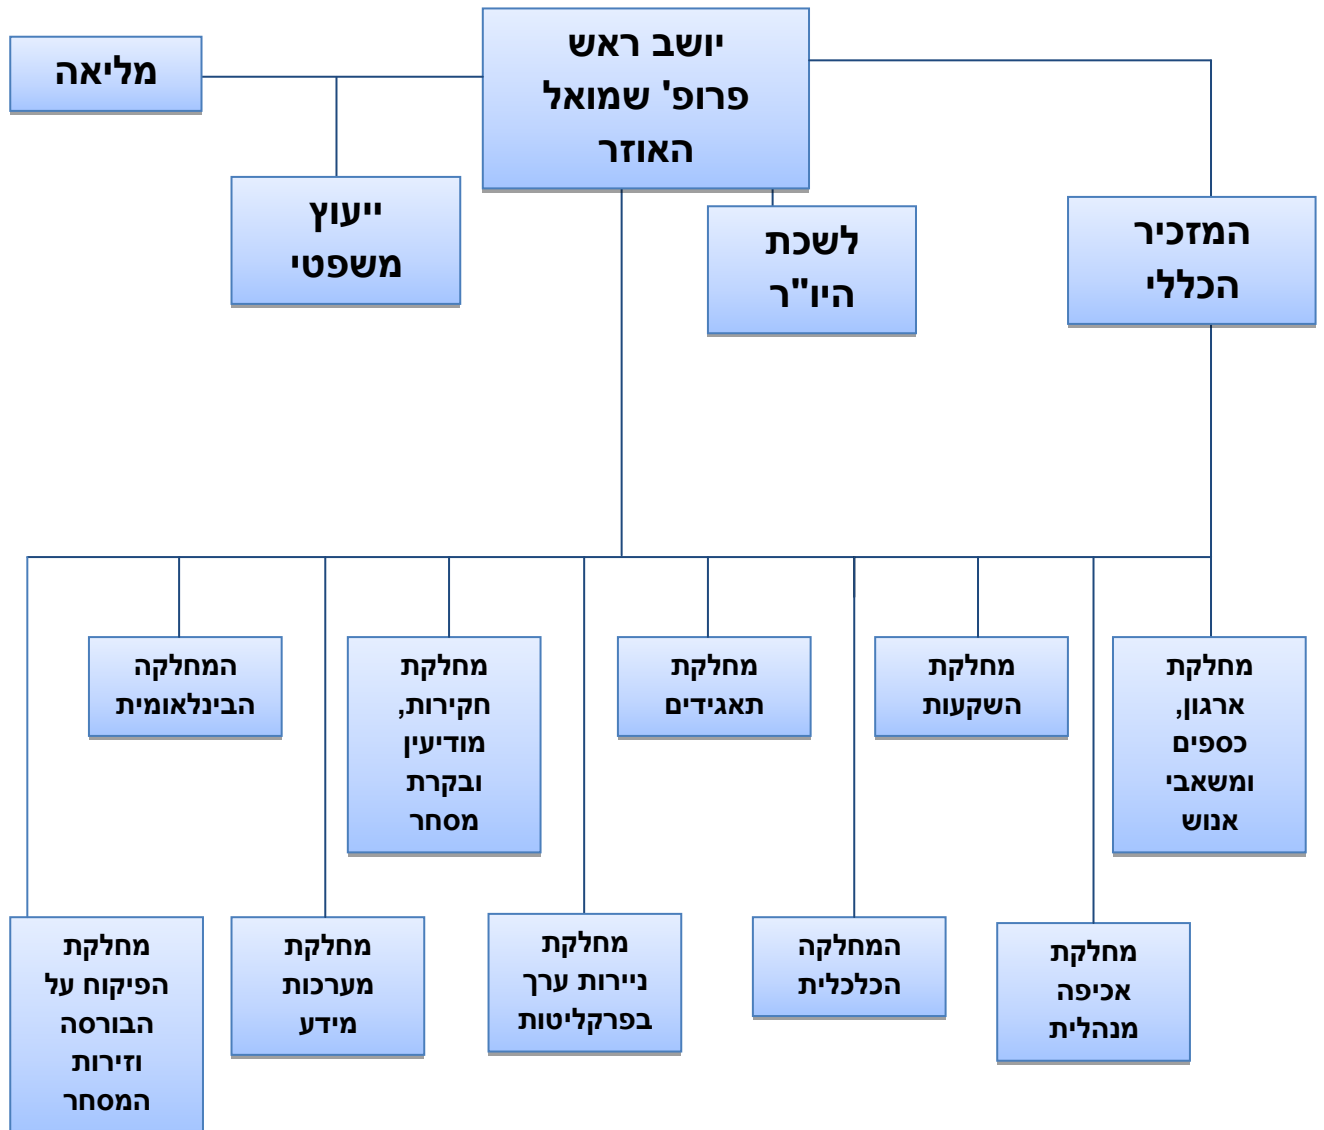 יושב ראש
פרופ' שמואל
האוזר
מליאה
ייעוץ
משפטי
לשכת
היו"ר
המזכיר
הכללי
מחלקת
ארגון,
כספים
ומשאבי
אנוש
מחלקת
השקעות
מחלקת
תאגידים
מחלקת
חקירות,
מודיעין
ובקרת
מסחר
המחלקה
הבינלאומית
מחלקת
אכיפה
מנהלית
המחלקה
הכלכלית
מחלקת
ניירות ערך
בפרקליטות
מחלקת
מערכות
מידע
מחלקת
הפיקוח על
הבורסה
וזירות
המסחר